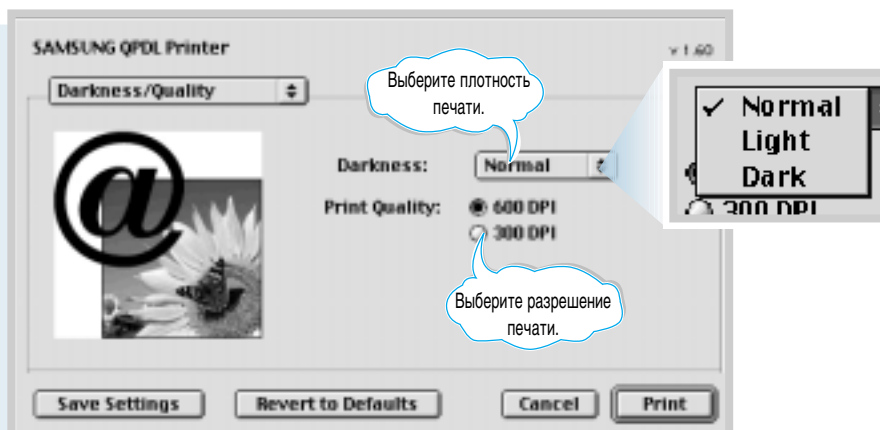 SAMSUNG QPDL Printer
v 1.60
Darkness/Quality
Выберите плотность
печати.
Darkness:
Normal
Normal
Light
Dark
300 DPI
Print Quality:
600 DPI
300 DPI
@
Выберите разрешение
печати.
Save Settings
Revert to Defaults
Cancel
Print